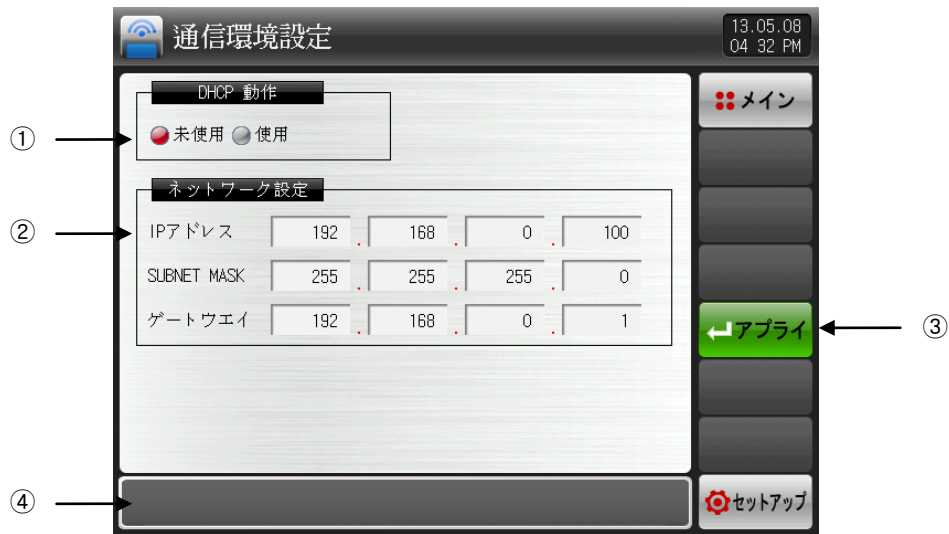 通信環境設定
13.05.08
04 32 PM
DHCP 動作
メイン
① 未使用 使用
ネットワーク設定
② IPアドレス 192 . 168 . 0 . 100
SUBNET MASK 255 . 255 . 255 . 0
ゲートウエイ 192 . 168 . 0 . 1
アプライ ③
④
セットアップ